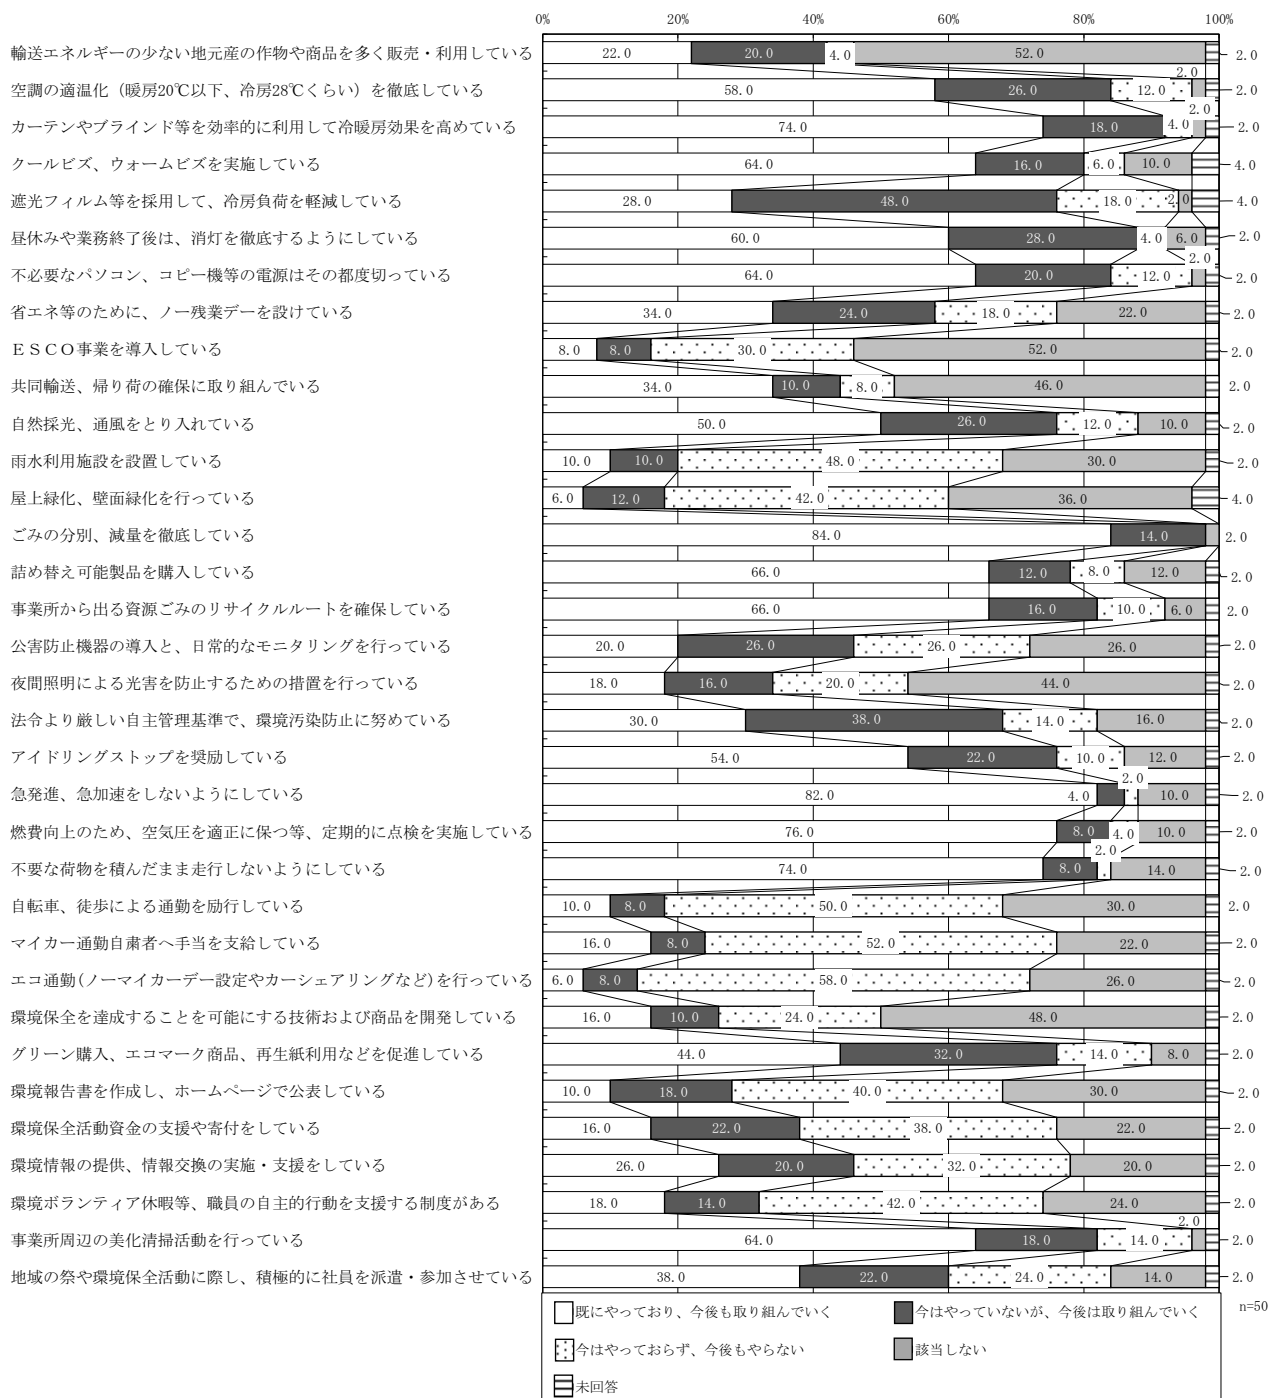 0% 20% 40% 60% 80% 100%
輸送エネルギーの少ない地元産の作物や商品を多く販売・利用している 22.0 20.0 4.0 52.0 2.0
空調の適温化（暖房20℃以下、冷房28℃くらい）を徹底している 58.0 26.0 12.0 2.0 2.0
カーテンやブラインド等を効率的に利用して冷暖房効果を高めている 74.0 18.0 4.0 2.0 2.0
クールビズ、ウォームビズを実施している 64.0 16.0 6.0 10.0 4.0
遮光フィルム等を採用して、冷房負荷を軽減している 28.0 48.0 18.0 2.0 4.0
昼休みや業務終了後は、消灯を徹底するようにしている 60.0 28.0 4.0 6.0 2.0
不必要なパソコン、コピー機等の電源はその都度切っている 64.0 20.0 12.0 2.0 2.0
省エネ等のために、ノー残業デーを設けている 34.0 24.0 18.0 22.0 2.0
ＥＳＣＯ事業を導入している 8.0 8.0 30.0 52.0 2.0
共同輸送、帰り荷の確保に取り組んでいる 34.0 10.0 8.0 46.0 2.0
自然採光、通風をとり入れている 50.0 26.0 12.0 10.0 2.0
雨水利用施設を設置している 10.0 10.0 48.0 30.0 2.0
屋上緑化、壁面緑化を行っている 6.0 12.0 42.0 36.0 4.0
ごみの分別、減量を徹底している 84.0 14.0 2.0
詰め替え可能製品を購入している 66.0 12.0 8.0 12.0 2.0
事業所から出る資源ごみのリサイクルルートを確保している 66.0 16.0 10.0 6.0 2.0
公害防止機器の導入と、日常的なモニタリングを行っている 20.0 26.0 26.0 26.0 2.0
夜間照明による光害を防止するための措置を行っている 18.0 16.0 20.0 44.0 2.0
法令より厳しい自主管理基準で、環境汚染防止に努めている 30.0 38.0 14.0 16.0 2.0
アイドリングストップを奨励している 54.0 22.0 10.0 12.0 2.0
急発進、急加速をしないようにしている 82.0 4.0 2.0 10.0 2.0
燃費向上のため、空気圧を適正に保つ等、定期的に点検を実施している 76.0 8.0 4.0 10.0 2.0
不要な荷物を積んだまま走行しないようにしている 74.0 8.0 2.0 14.0 2.0
自転車、徒歩による通勤を励行している 10.0 8.0 50.0 30.0 2.0
マイカー通勤自粛者へ手当を支給している 16.0 8.0 52.0 22.0 2.0
エコ通勤(ノーマイカーデー設定やカーシェアリングなど)を行っている 6.0 8.0 58.0 26.0 2.0
環境保全を達成することを可能にする技術および商品を開発している 16.0 10.0 24.0 48.0 2.0
グリーン購入、エコマーク商品、再生紙利用などを促進している 44.0 32.0 14.0 8.0 2.0
環境報告書を作成し、ホームページで公表している 10.0 18.0 40.0 30.0 2.0
環境保全活動資金の支援や寄付をしている 16.0 22.0 38.0 22.0 2.0
環境情報の提供、情報交換の実施・支援をしている 26.0 20.0 32.0 20.0 2.0
環境ボランティア休暇等、職員の自主的行動を支援する制度がある 18.0 14.0 42.0 24.0 2.0
事業所周辺の美化清掃活動を行っている 64.0 18.0 14.0 2.0 2.0
地域の祭や環境保全活動に際し、積極的に社員を派遣・参加させている 38.0 22.0 24.0 14.0 2.0
既にやっており、今後も取り組んでいく 今はやっていないが、今後は取り組んでいく n=50
今はやっておらず、今後もやらない 該当しない
未回答